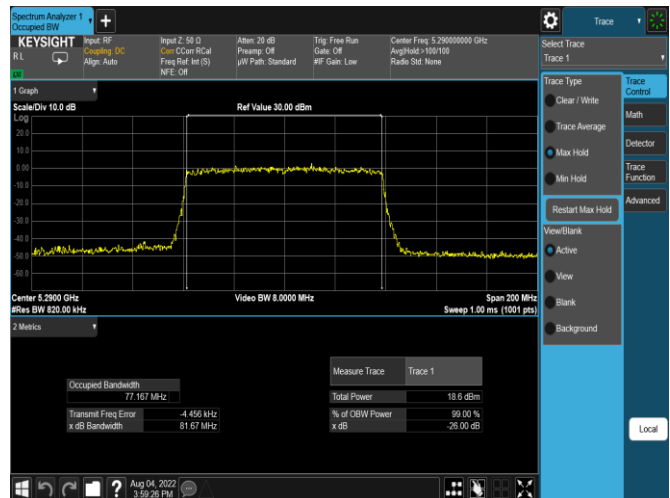 Spectrum Analyzer 1
Occupied BW
Trace
KEYSIGHT
R L
Input: RF
Coupling: DC
Align: Auto
Input Z: 50 Ω
Corr CCorr RCal
Freq Ref: Int (S)
NFE: Off
Atten: 20 dB
Preamp: Off
µW Path: Standard
Trig: Free Run
Gate: Off
#IF Gain: Low
Center Freq: 5.290000000 GHz
Avg|Hold:>100/100
Radio Std: None
Select Trace
Trace 1
1 Graph
Scale/Div 10.0 dB
Ref Value 30.00 dBm
Log
20.0
10.0
0.00
-10.0
-20.0
-30.0
-40.0
-50.0
-60.0
Center 5.2900 GHz
Video BW 8.0000 MHz
Span 200 MHz
#Res BW 820.00 kHz
Sweep 1.00 ms (1001 pts)
2 Metrics
Measure Trace
Trace 1
Occupied Bandwidth
77.167 MHz
Total Power
18.6 dBm
Transmit Freq Error
-4.456 kHz
% of OBW Power
99.00 %
x dB Bandwidth
81.67 MHz
x dB
-26.00 dB
Trace Type
Clear / Write
Trace Average
Max Hold
Min Hold
Restart Max Hold
View/Blank
Active
View
Blank
Background
Trace
Control
Math
Detector
Trace
Function
Advanced
Local
Aug 04, 2022
3:59:26 PM